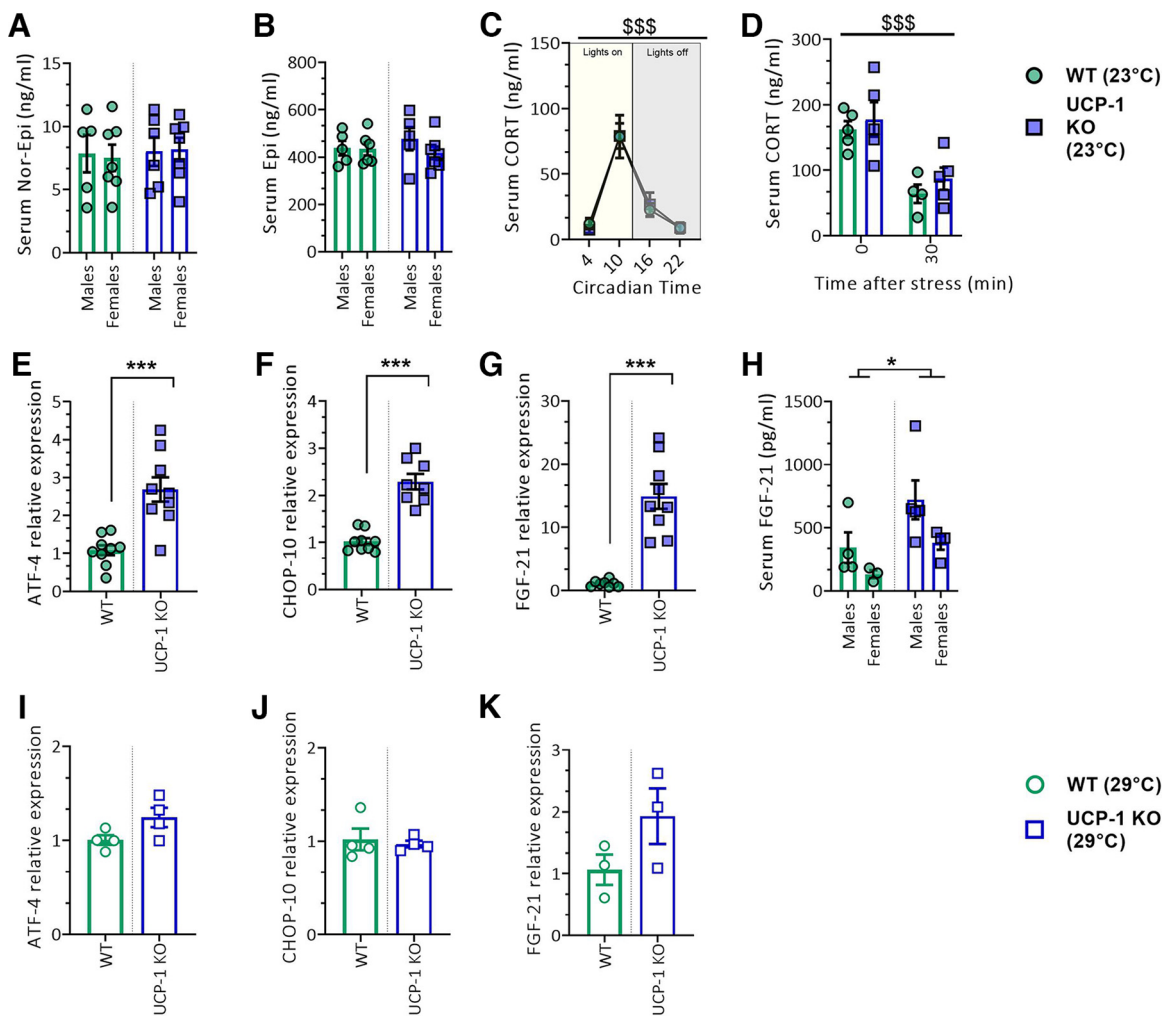 A
Serum Nor-Epi (ng/ml)
15
10
5
0
Males
Females
Males
Females
B
Serum Epi (ng/ml)
800
600
400
200
0
Males
Females
Males
Females
C
$$$
Serum CORT (ng/ml)
150
100
50
0
Lights on
Lights off
4
10
16
22
Circadian Time
D
$$$
Serum CORT (ng/ml)
300
200
100
0
0
30
Time after stress (min)
WT (23°C)
UCP-1
KO
(23°C)
E
***
ATF-4 relative expression
5
4
3
2
1
0
WT
UCP-1 KO
F
***
CHOP-10 relative expression
4
3
2
1
0
WT
UCP-1 KO
G
***
FGF-21 relative expression
30
20
10
0
WT
UCP-1 KO
H
*
Serum FGF-21 (pg/ml)
1500
1000
500
0
Males
Females
Males
Females
I
ATF-4 relative expression
2
1
0
WT
UCP-1 KO
J
CHOP-10 relative expression
2
1
0
WT
UCP-1 KO
K
FGF-21 relative expression
3
2
1
0
WT
UCP-1 KO
WT (29°C)
UCP-1 KO
(29°C)